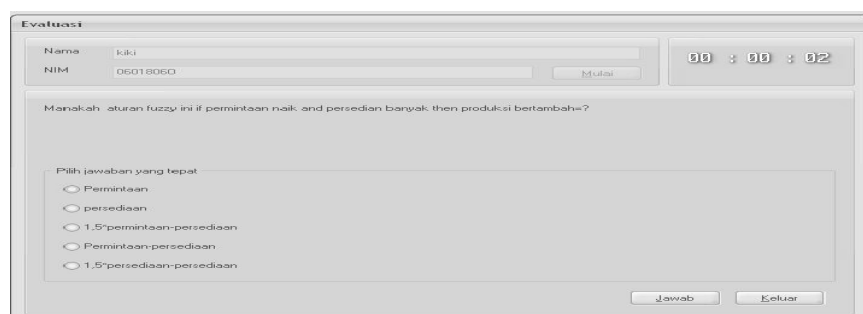 Evaluasi
Nama kiki
NIM 06018060 Mulai
00 : 00 : 02
Manakah aturan fuzzy ini if permintaan naik and persedian banyak then produksi bertambah=?
Pilih jawaban yang tepat
Permintaan
persediaan
1,5*permintaan-persediaan
Permintaan-persediaan
1,5*persediaan-persediaan
Jawab Keluar